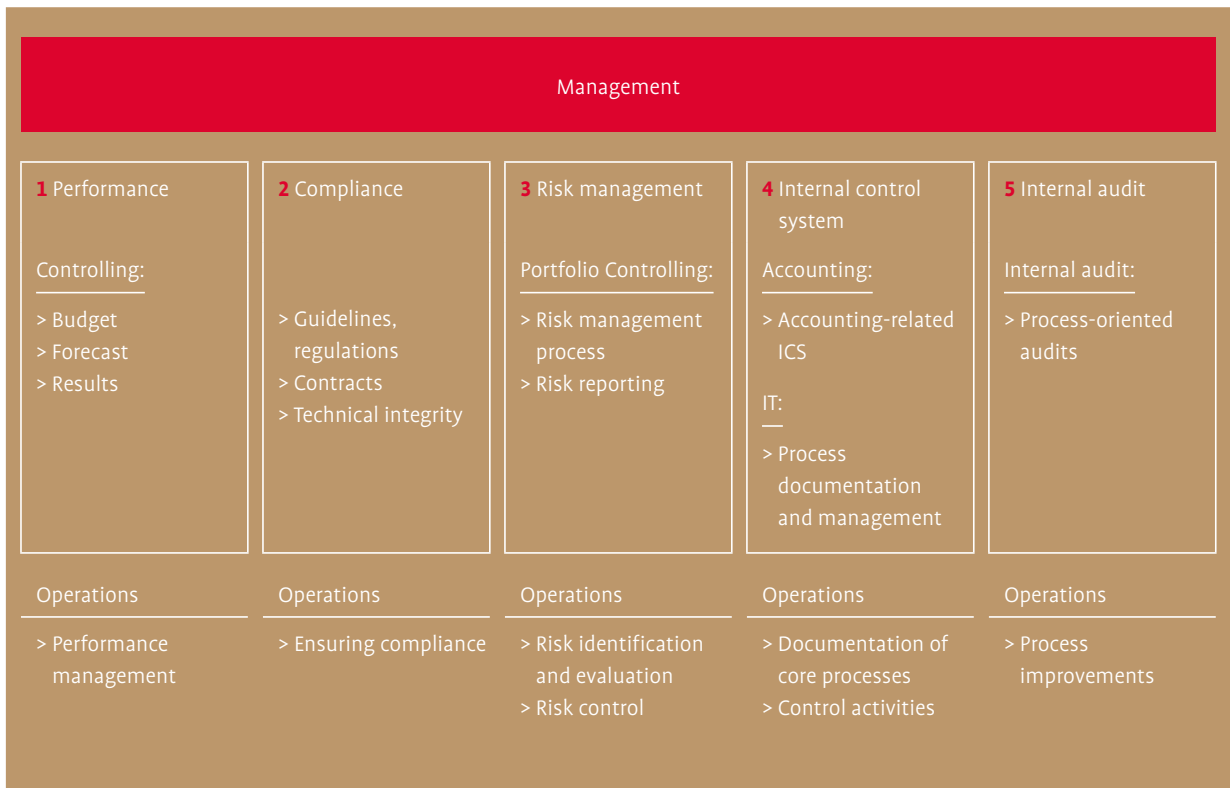 Management
1 Performance
Controlling:
> Budget
> Forecast
> Results
2 Compliance
> Guidelines,
regulations
> Contracts
> Technical integrity
3 Risk management
Portfolio Controlling:
> Risk management
process
> Risk reporting
4 Internal control
system
Accounting:
> Accounting-related
ICS
IT:
> Process
documentation
and management
5 Internal audit
Internal audit:
> Process-oriented
audits
Operations
> Performance
management
Operations
> Ensuring compliance
Operations
> Risk identification
and evaluation
> Risk control
Operations
> Documentation of
core processes
> Control activities
Operations
> Process
improvements